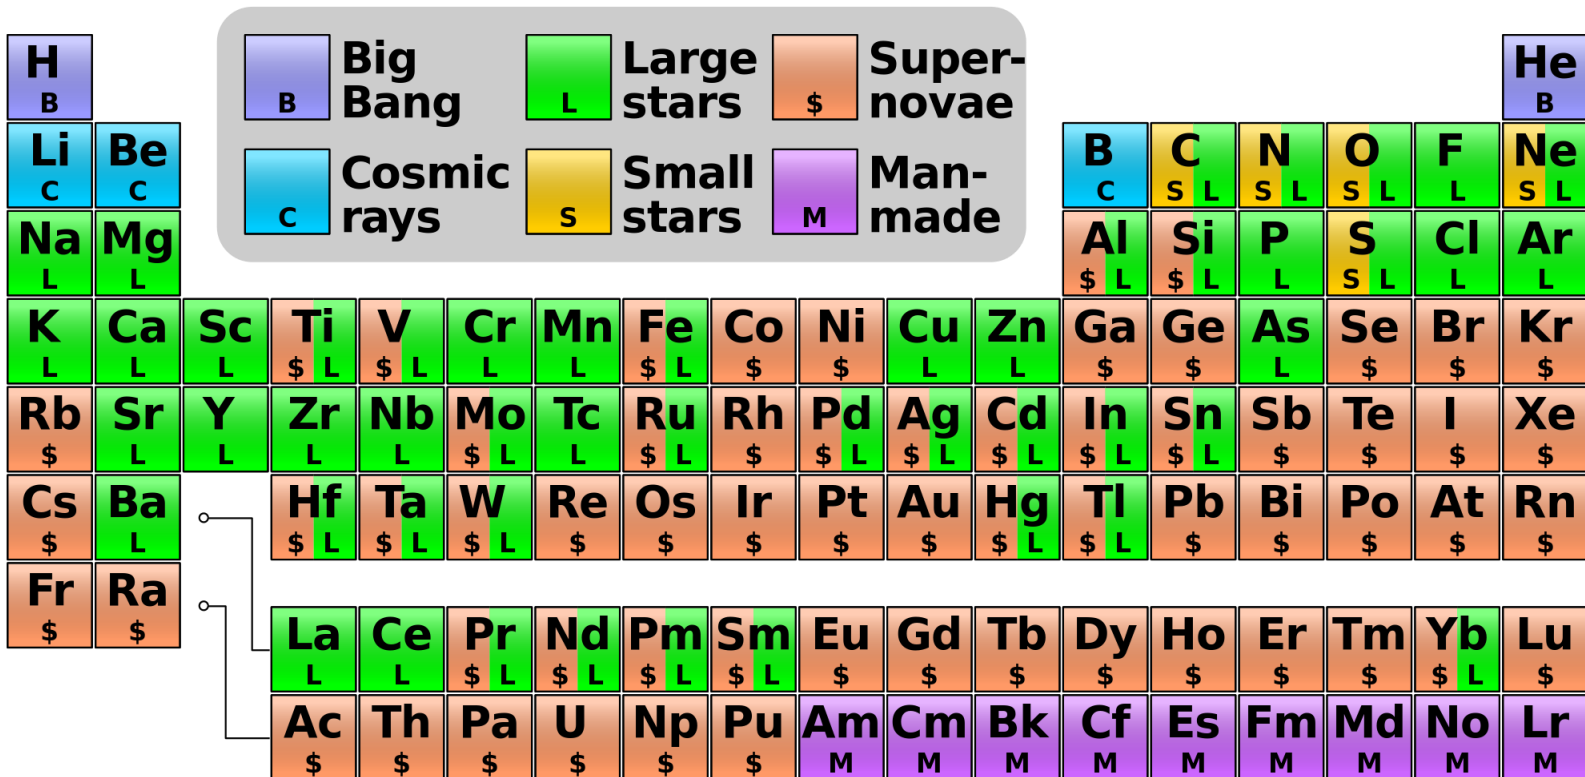 H
B
Big
Bang
B
Large
stars
L
Super-
novae
$
He
B
Cosmic
rays
C
Small
stars
S
Man-
made
M
Li Be B C N O F Ne
C C C S L S L S L L S L
Na Mg Al Si P S Cl Ar
L L $ L $ L L S L L L
K Ca Sc Ti V Cr Mn Fe Co Ni Cu Zn Ga Ge As Se Br Kr
L L L $ L $ L L L $ L $ $ L L $ $ L $ $ $
Rb Sr Y Zr Nb Mo Tc Ru Rh Pd Ag Cd In Sn Sb Te I Xe
$ L L L L $ L L $ L $ $ L $ L $ L $ L $ L $ $ $ $
Cs Ba Hf Ta W Re Os Ir Pt Au Hg Tl Pb Bi Po At Rn
$ L $ L $ L $ L $ $ $ $ $ $ L $ L $ $ $ $ $
Fr Ra
$ $
La Ce Pr Nd Pm Sm Eu Gd Tb Dy Ho Er Tm Yb Lu
L L $ L $ L $ L $ L $ $ $ $ $ $ $ $ L $
Ac Th Pa U Np Pu Am Cm Bk Cf Es Fm Md No Lr
$ $ $ $ $ $ M M M M M M M M M